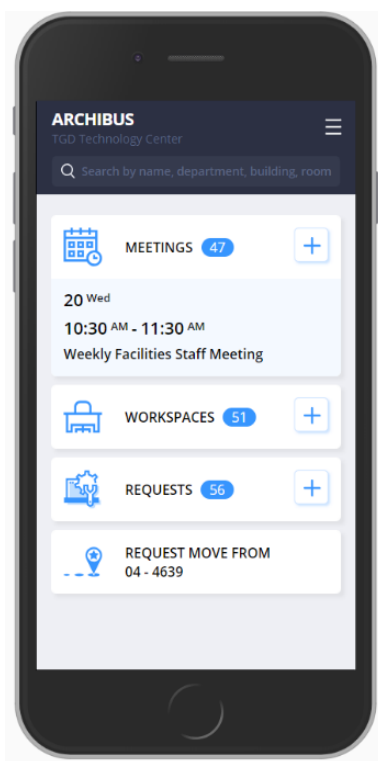 ARCHIBUS
TGD Technology Center
Search by name, department, building, room
MEETINGS 47
20 Wed
10:30 AM - 11:30 AM
Weekly Facilities Staff Meeting
WORKSPACES 51
REQUESTS 56
REQUEST MOVE FROM
04 - 4639